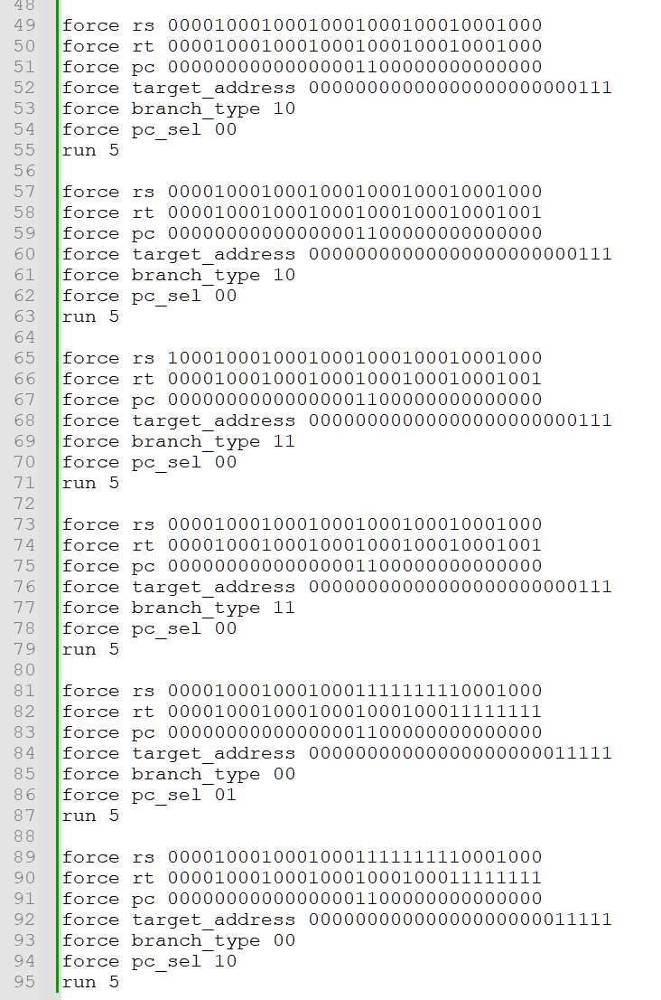 48
49 force rs 00001000100010001000100010001000
50 force rt 00001000100010001000100010001000
51 force pc 00000000000000001100000000000000
52 force target_address 00000000000000000000000111
53 force branch_type 10
54 force pc_sel 00
55 run 5
56
57 force rs 00001000100010001000100010001000
58 force rt 00001000100010001000100010001001
59 force pc 00000000000000001100000000000000
60 force target_address 00000000000000000000000111
61 force branch_type 10
62 force pc_sel 00
63 run 5
64
65 force rs 10001000100010001000100010001000
66 force rt 00001000100010001000100010001001
67 force pc 00000000000000001100000000000000
68 force target_address 00000000000000000000000111
69 force branch_type 11
70 force pc_sel 00
71 run 5
72
73 force rs 00001000100010001000100010001000
74 force rt 00001000100010001000100010001001
75 force pc 00000000000000001100000000000000
76 force target_address 00000000000000000000000111
77 force branch_type 11
78 force pc_sel 00
79 run 5
80
81 force rs 00001000100010001111111110001000
82 force rt 00001000100010001000100011111111
83 force pc 00000000000000001100000000000000
84 force target_address 00000000000000000000011111
85 force branch_type 00
86 force pc_sel 01
87 run 5
88
89 force rs 00001000100010001111111110001000
90 force rt 00001000100010001000100011111111
91 force pc 00000000000000001100000000000000
92 force target_address 00000000000000000000011111
93 force branch_type 00
94 force pc_sel 10
95 run 5